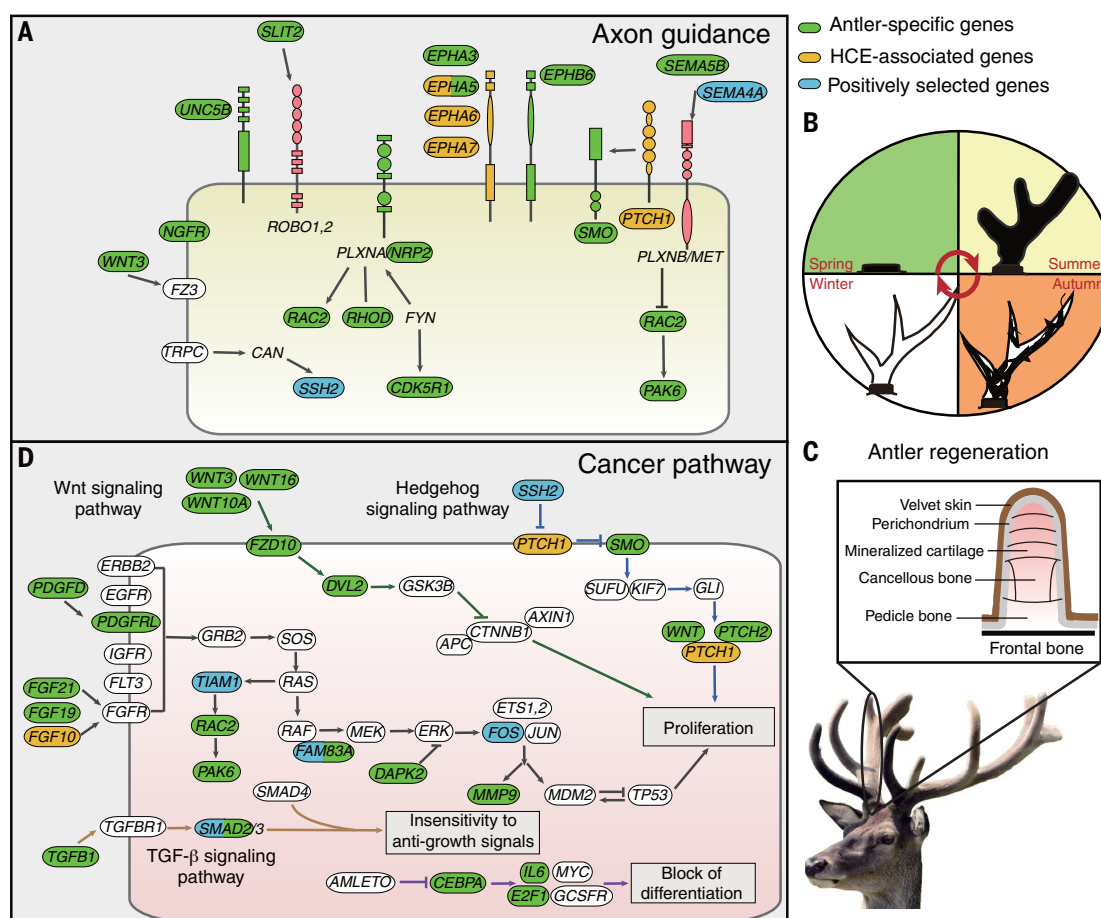 A
Axon guidance
SLIT2
UNC5B
EPHA3
EPHA5
EPHA6
EPHA7
EPHB6
SEMA5B
SEMA4A
NGFR
WNT3
FZ3
TRPC
CAN
SSH2
ROBO1,2
PLXNA/NRP2
RAC2
RHOD
FYN
CDK5R1
SMO
PTCH1
PLXNB/MET
RAC2
PAK6
Antler-specific genes
HCE-associated genes
Positively selected genes
B
Spring
Summer
Winter
Autumn
C
Antler regeneration
Velvet skin
Perichondrium
Mineralized cartilage
Cancellous bone
Pedicle bone
Frontal bone
D
Cancer pathway
Wnt signaling
pathway
WNT3
WNT16
WNT10A
Hedgehog
signaling pathway
SSH2
FZD10
PTCH1
SMO
ERBB2
EGFR
PDGFD
PDGFRL
IGFR
FLT3
FGFR
FGF21
FGF19
FGF10
DVL2
GSK3B
APC
CTNNB1
AXIN1
SUFU
KIF7
GLI
WNT
PTCH2
PTCH1
GRB2
SOS
TIAM1
RAS
RAC2
PAK6
RAF
FAM83A
MEK
ERK
DAPK2
ETS1,2
FOS
JUN
MMP9
MDM2
TP53
Proliferation
SMAD4
TGFB1
TGFBR1
SMAD2/3
TGF-β signaling
pathway
Insensitivity to
anti-growth signals
AMLETO
CEBPA
IL6
MYC
E2F1
GCSFR
Block of
differentiation